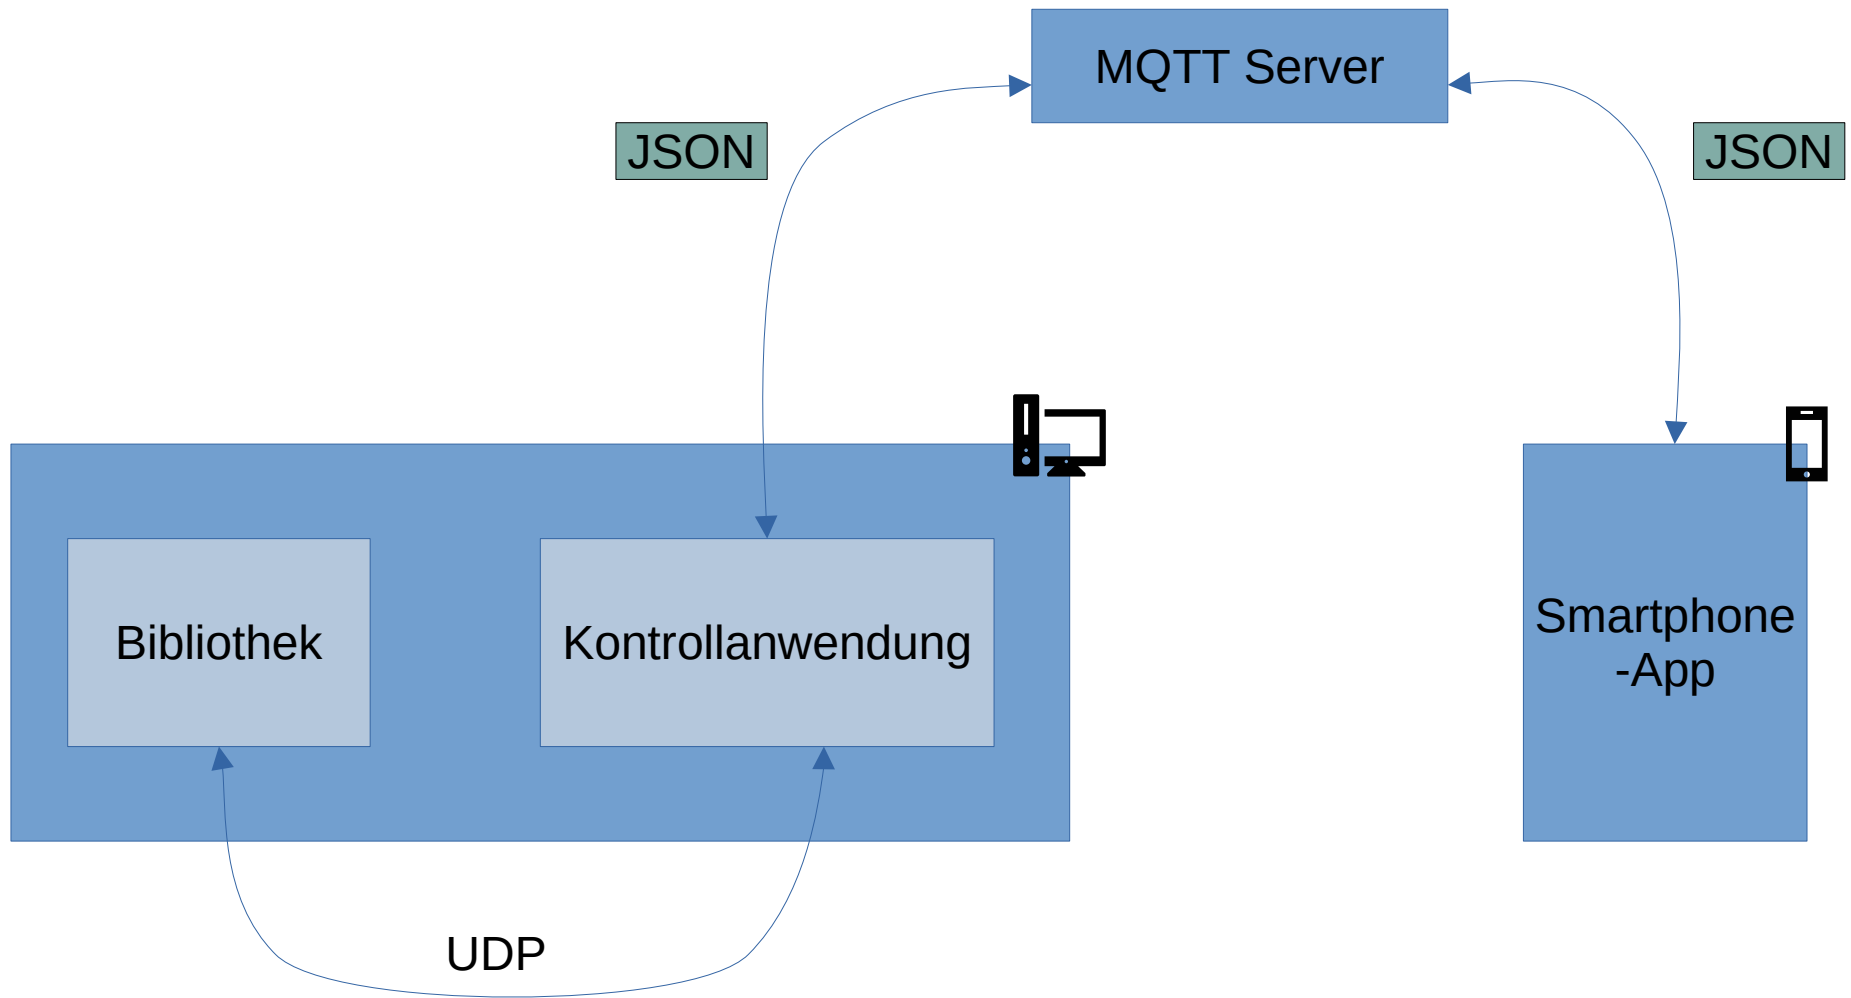 MQTT Server
JSON
JSON
Bibliothek
Kontrollanwendung
Smartphone
-App
UDP